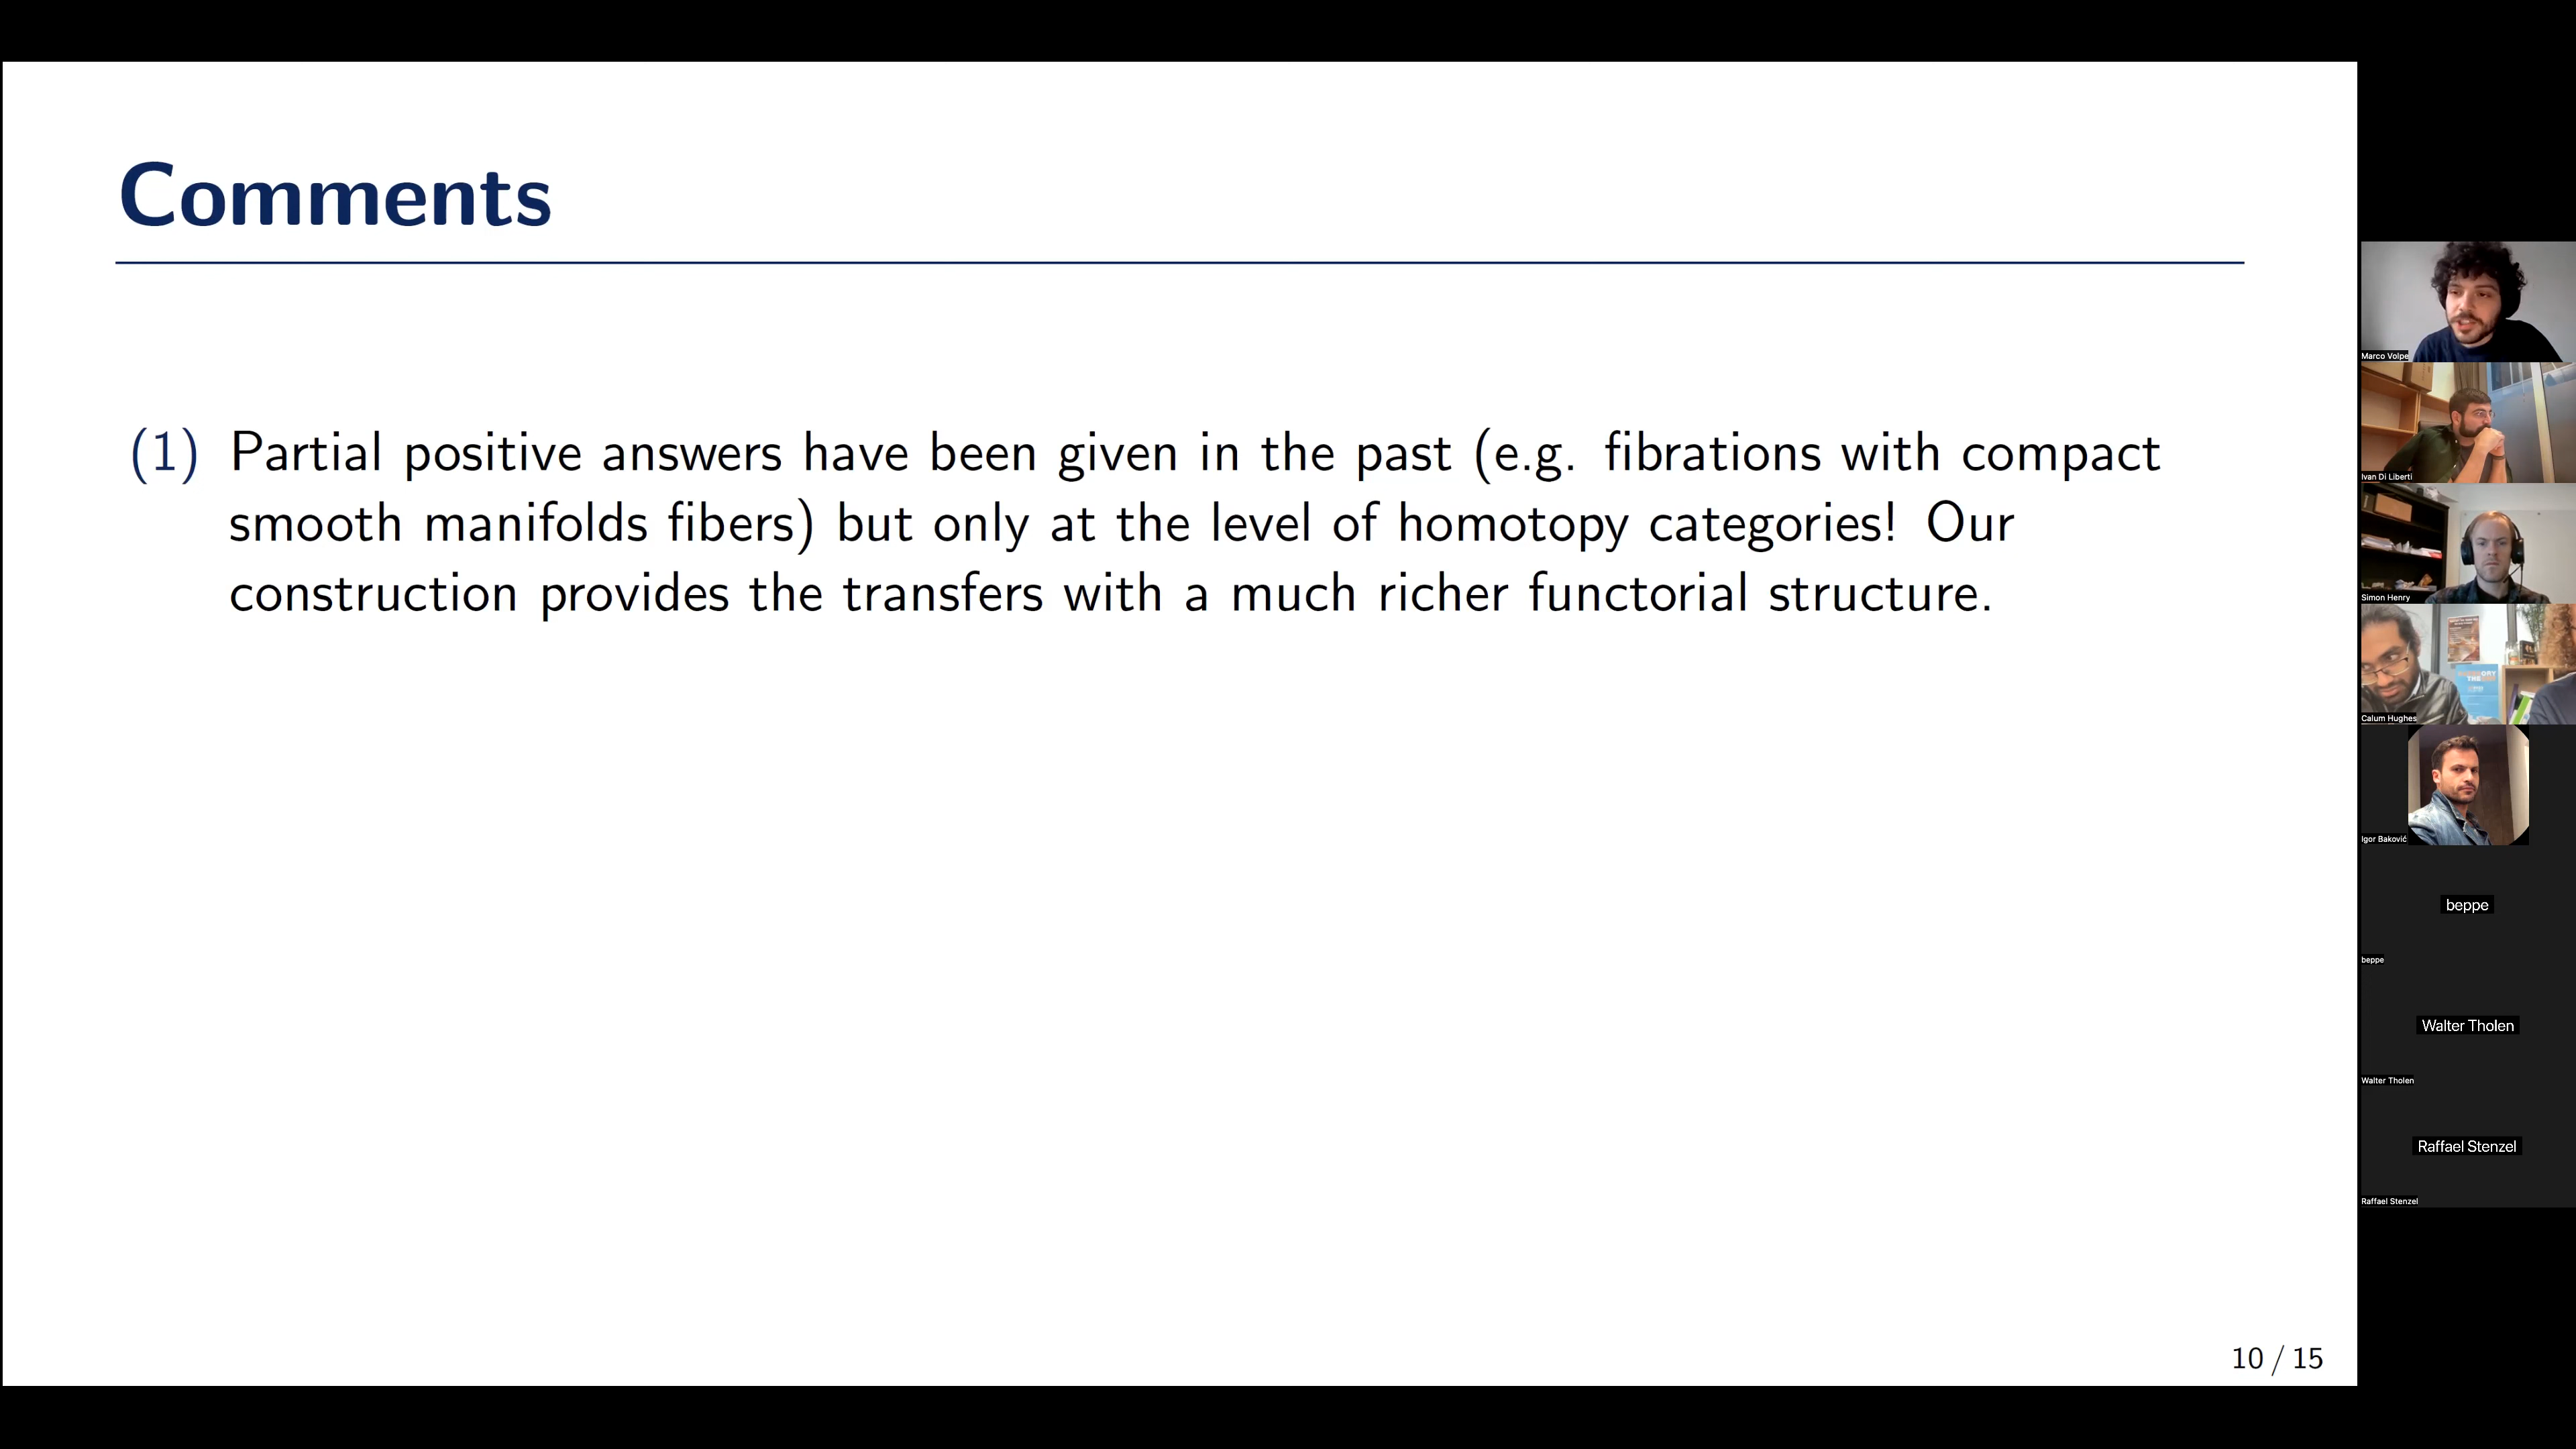 Comments
(1) Partial positive answers have been given in the past (e.g. fibrations with compact
smooth manifolds fibers) but only at the level of homotopy categories! Our
construction provides the transfers with a much richer functorial structure.
10 / 15
Marco Volpe
Ivan Di Liberti
Simon Henry
Calum Hughes
Igor Baković
beppe
beppe
Walter Tholen
Walter Tholen
Raffael Stenzel
Raffael Stenzel